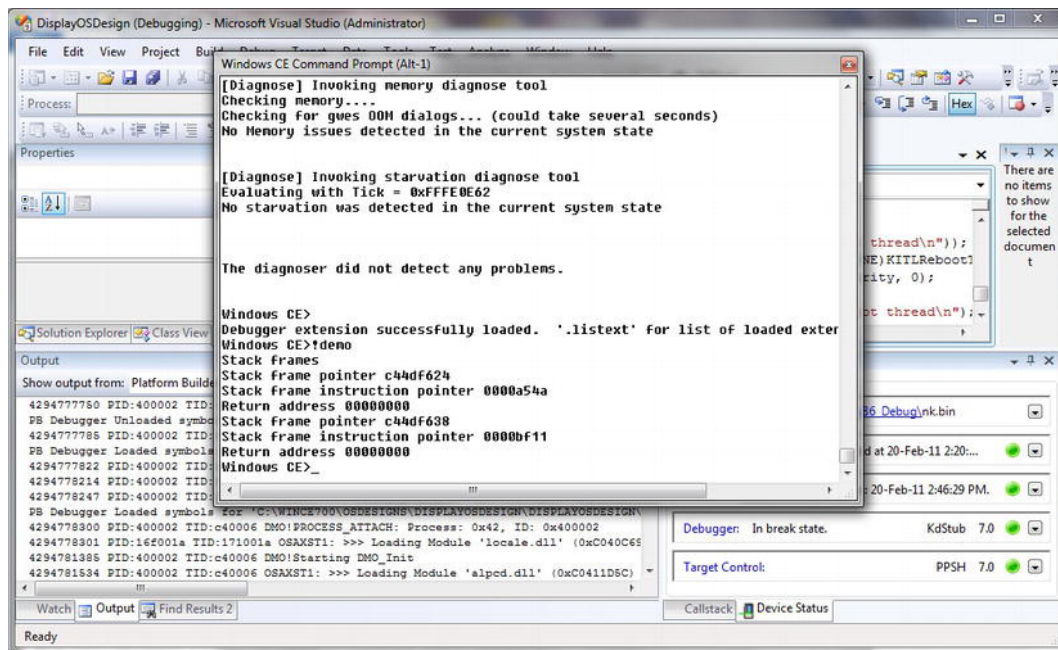 DisplayOSDesign (Debugging) - Microsoft Visual Studio (Administrator)
File Edit View Project
Windows CE Command Prompt (Alt-1)
[Diagnose] Invoking memory diagnose tool
Checking memory....
Checking for gwes OOM dialogs... (could take several seconds)
No Memory issues detected in the current system state
[Diagnose] Invoking starvation diagnose tool
Evaluating with Tick = 0xFFFE0E62
No starvation was detected in the current system state
The diagnoser did not detect any problems.
Windows CE>
Debugger extension successfully loaded. '.listext' for list of loaded exter
Windows CE>!demo
Stack frames
Stack frame pointer c44df624
Stack frame instruction pointer 0000a54a
Return address 00000000
Stack frame pointer c44df638
Stack frame instruction pointer 0000bf11
Return address 00000000
Windows CE>_
Process:
Hex
Properties
There are
no items
to show
for the
selected
documen
t
thread\n"));
NE)KITLRebootT
rity, 0);
ot thread\n");
Solution Explorer Class View
Output
Show output from: Platform Builde
4294777750 PID:400002 TID:
PB Debugger Unloaded symbo
4294777785 PID:400002 TID:
PB Debugger Loaded symbols
4294777822 PID:400002 TID:
4294778214 PID:400002 TID:
4294778247 PID:400002 TID:
PB Debugger Loaded symbols for 'C:\WINCE700\OSDESIGNS\DISPLAYOSDESIGN\DISPLAYOSDESIGN\
4294778300 PID:400002 TID:c40006 DMO!PROCESS_ATTACH: Process: 0x42, ID: 0x400002
4294778301 PID:16f001a TID:171001a OSAXST1: >>> Loading Module 'locale.dll' (0xC040C69
4294781385 PID:400002 TID:c40006 DMO!Starting DMO_Init
4294781534 PID:400002 TID:c40006 OSAXST1: >>> Loading Module 'alpcd.dll' (0xC0411D5C)
86_Debug\nk.bin
d at 20-Feb-11 2:20:...
: 20-Feb-11 2:46:29 PM.
Debugger: In break state. KdStub 7.0
Target Control: PPSH 7.0
Watch Output Find Results 2
Callstack Device Status
Ready